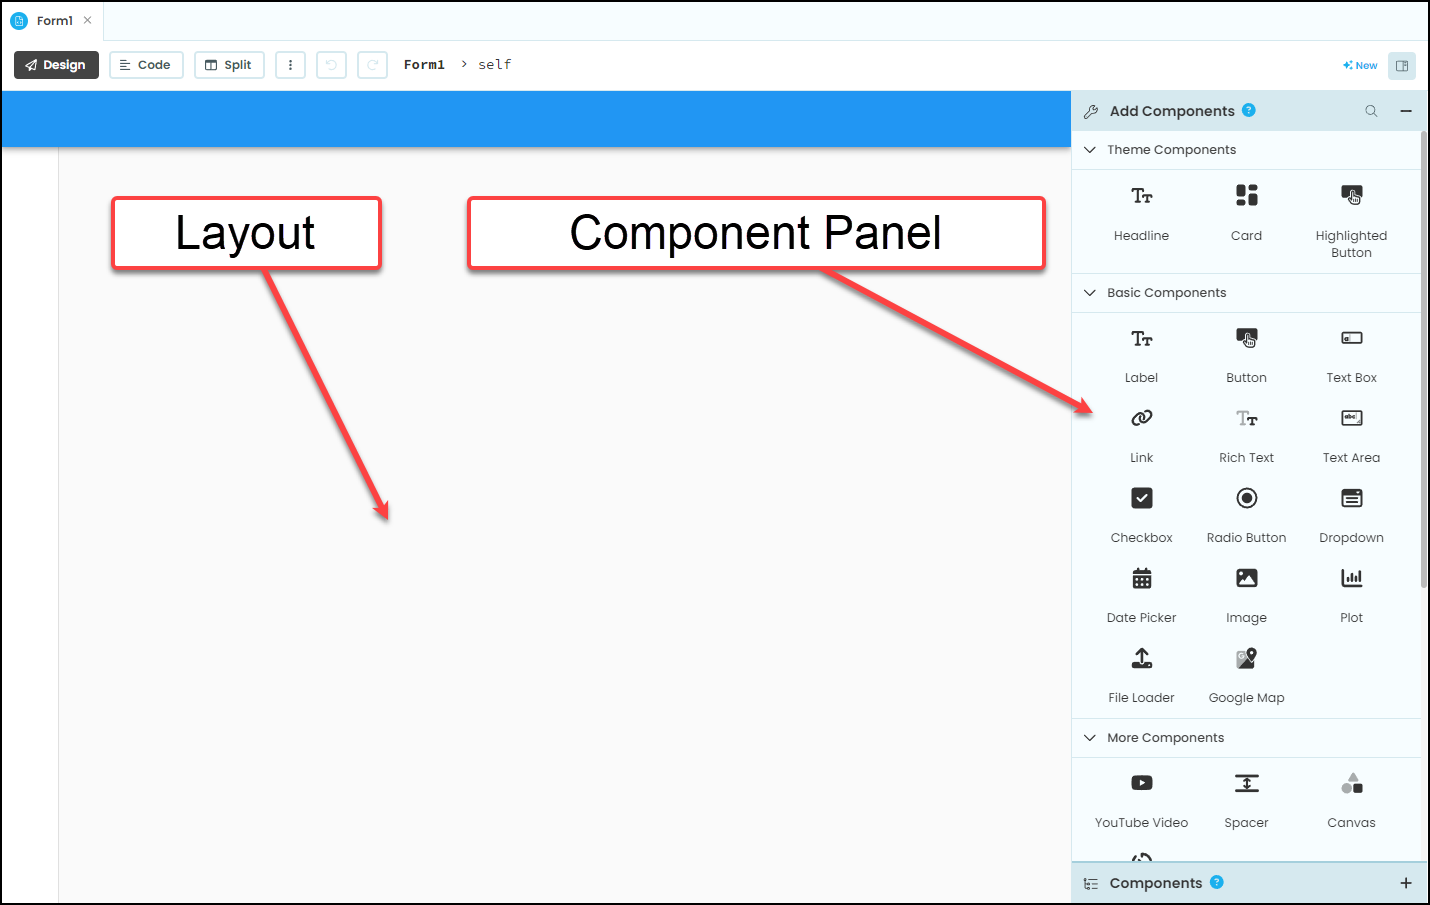 Form1
Design Code Split Form1 > self New
Add Components ?
Theme Components
Layout Component Panel
Headline Card Highlighted
Button
Basic Components
Label Button Text Box
Link Rich Text Text Area
Checkbox Radio Button Dropdown
Date Picker Image Plot
File Loader Google Map
More Components
YouTube Video Spacer Canvas
Components ?